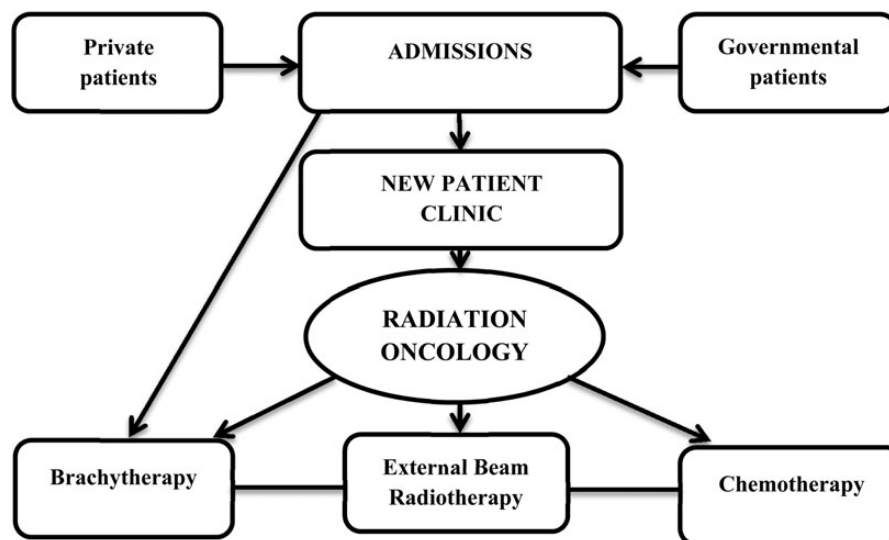 Private
patients
ADMISSIONS
Governmental
patients
NEW PATIENT
CLINIC
RADIATION
ONCOLOGY
Brachytherapy
External Beam
Radiotherapy
Chemotherapy